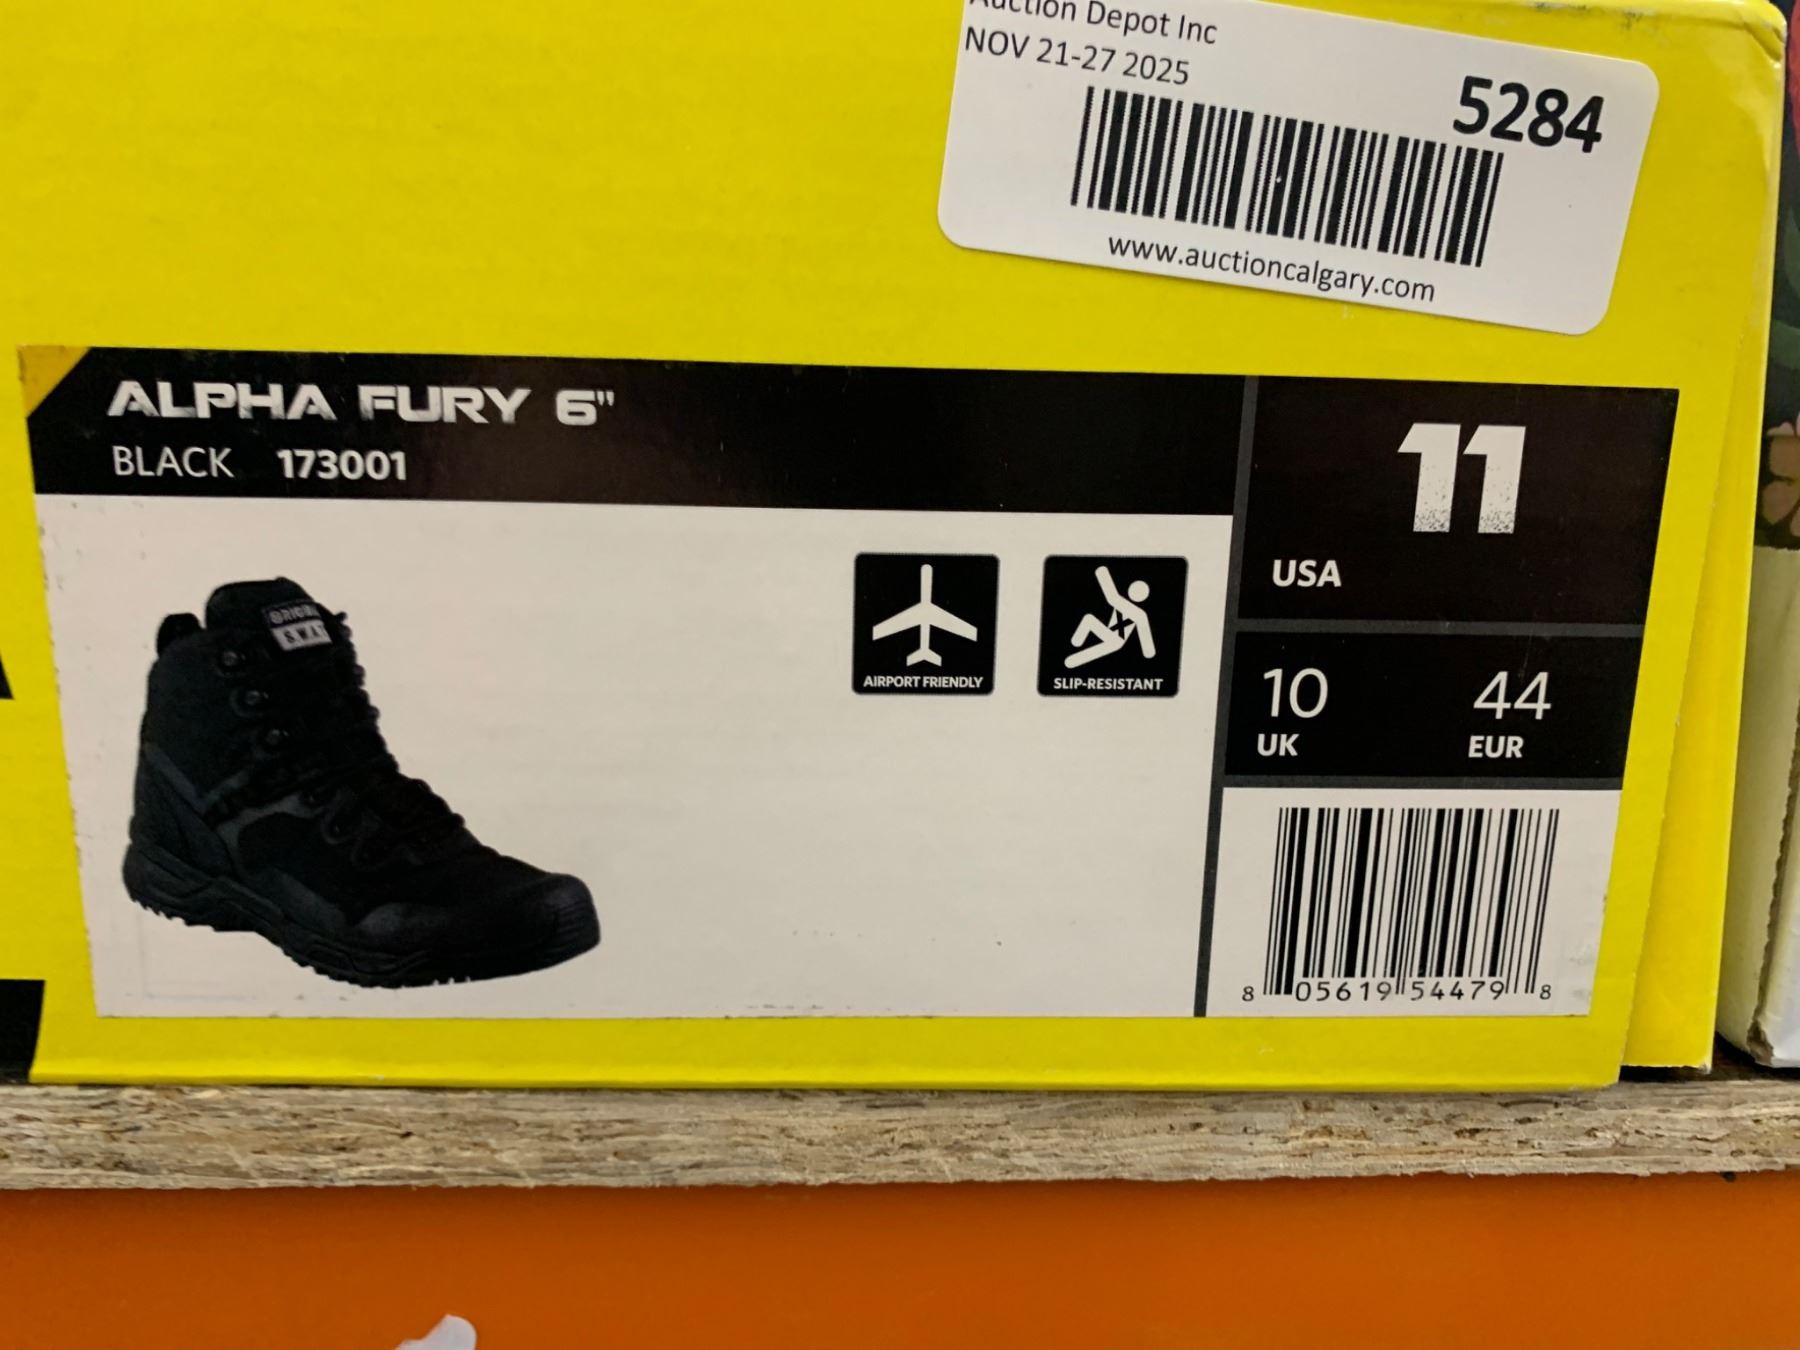 Auction Depot Inc
NOV 21-27 2025
5284
www.auctioncalgary.com
ALPHA FURY 6"
BLACK 173001
11
USA
AIRPORT FRIENDLY
SLIP-RESISTANT
10
UK
44
EUR
S.W.A.T
8 05619 54479 8